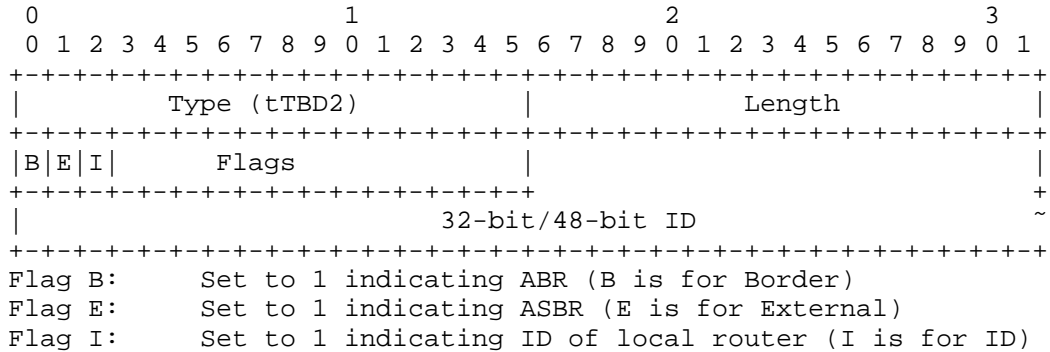 0                   1                   2                   3
 0 1 2 3 4 5 6 7 8 9 0 1 2 3 4 5 6 7 8 9 0 1 2 3 4 5 6 7 8 9 0 1
+-+-+-+-+-+-+-+-+-+-+-+-+-+-+-+-+-+-+-+-+-+-+-+-+-+-+-+-+-+-+-+-+
|         Type (tTBD2)          |             Length            |
+-+-+-+-+-+-+-+-+-+-+-+-+-+-+-+-+-+-+-+-+-+-+-+-+-+-+-+-+-+-+-+-+
|B|E|I|      Flags              |                               |
+-+-+-+-+-+-+-+-+-+-+-+-+-+-+-+-+                               +
|                          32-bit/48-bit ID                     ~
+-+-+-+-+-+-+-+-+-+-+-+-+-+-+-+-+-+-+-+-+-+-+-+-+-+-+-+-+-+-+-+-+
Flag B:     Set to 1 indicating ABR (B is for Border)
Flag E:     Set to 1 indicating ASBR (E is for External)
Flag I:     Set to 1 indicating ID of local router (I is for ID)